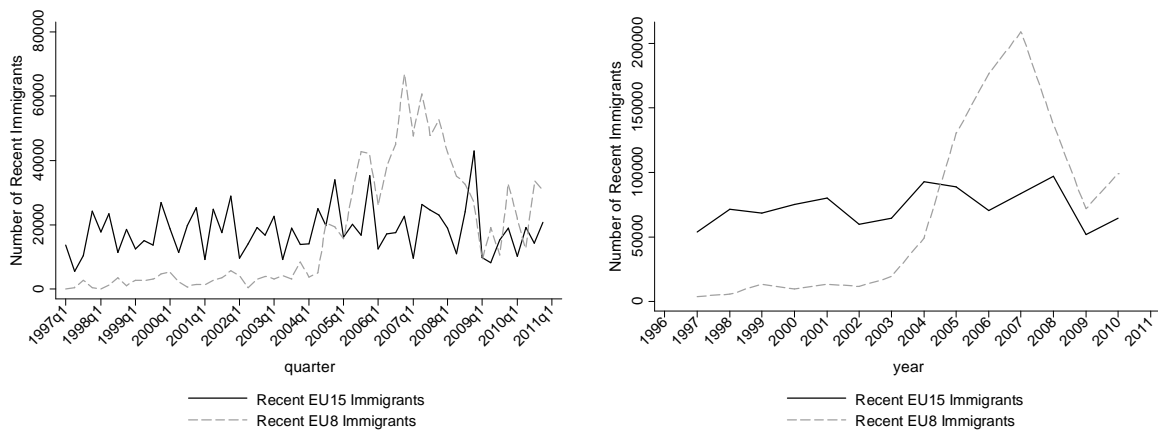 Number of Recent Immigrants
80000
60000
40000
20000
0
1997q1
1998q1
1999q1
2000q1
2001q1
2002q1
2003q1
2004q1
2005q1
2006q1
2007q1
2008q1
2009q1
2010q1
2011q1
quarter
Recent EU15 Immigrants
Recent EU8 Immigrants
Number of Recent Immigrants
200000
150000
100000
50000
0
1996
1997
1998
1999
2000
2001
2002
2003
2004
2005
2006
2007
2008
2009
2010
2011
year
Recent EU15 Immigrants
Recent EU8 Immigrants